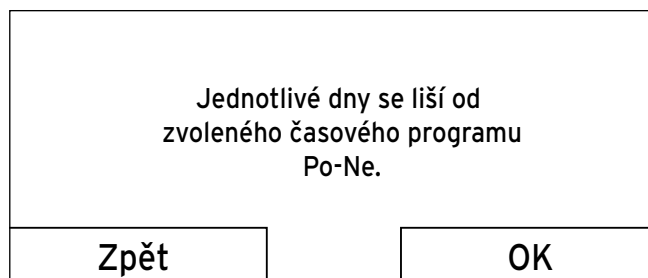 Jednotlivé dny se liší od
zvoleného časového programu
Po-Ne.
Zpět OK